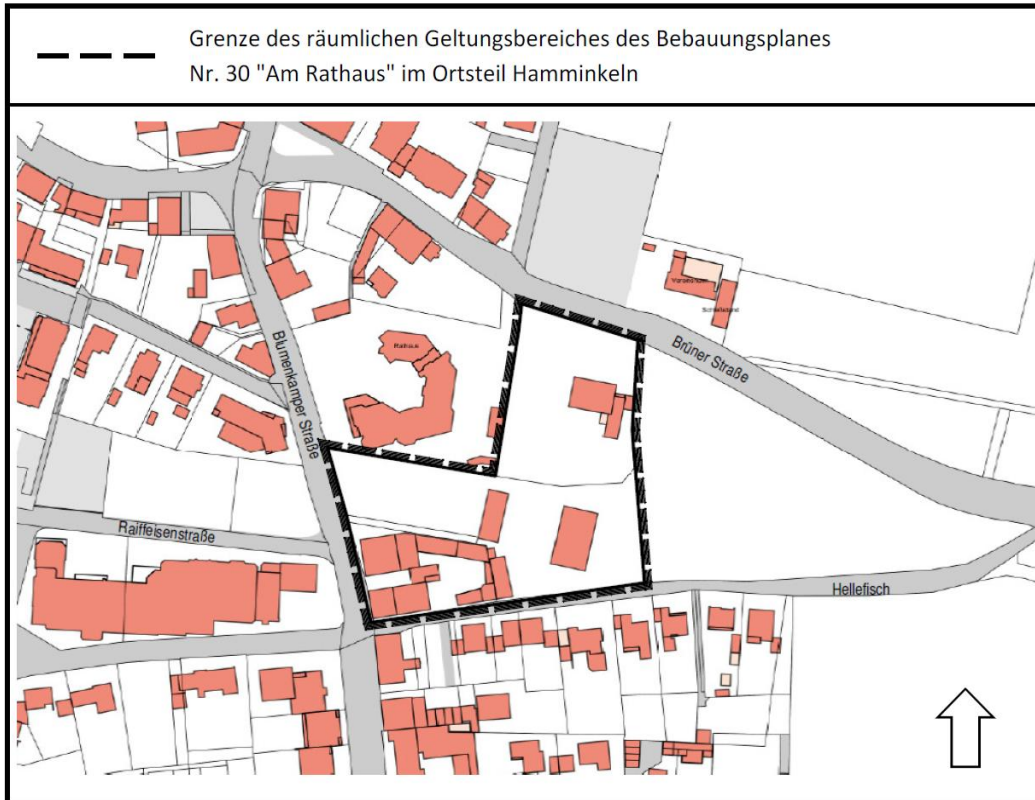 Grenze des räumlichen Geltungsbereiches des Bebauungsplanes
Nr. 30 "Am Rathaus" im Ortsteil Hamminkeln
Rathaus
Blumenkamper Straße
Brüner Straße
Raiffeisenstraße
Hellefisch